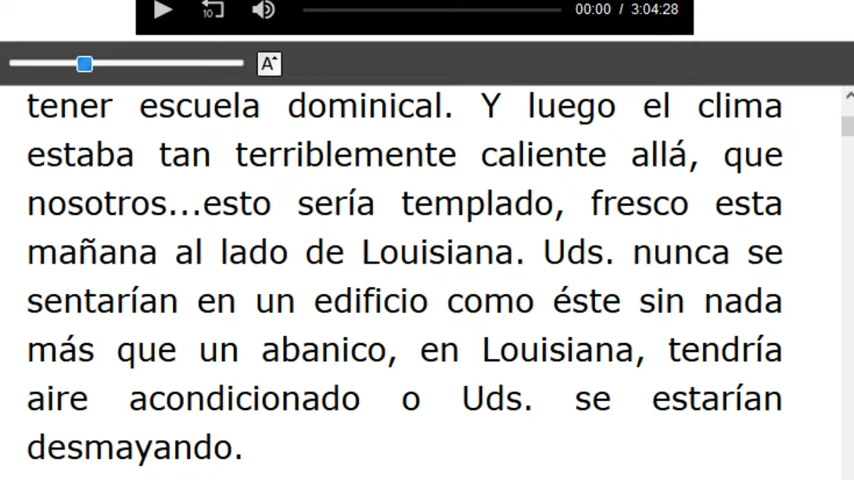 10
00:00 / 3:04:28
A
tener escuela dominical. Y luego el clima
estaba tan terriblemente caliente allá, que
nosotros...esto sería templado, fresco esta
mañana al lado de Louisiana. Uds. nunca se
sentarían en un edificio como éste sin nada
más que un abanico, en Louisiana, tendría
aire acondicionado o Uds. se estarían
desmayando.